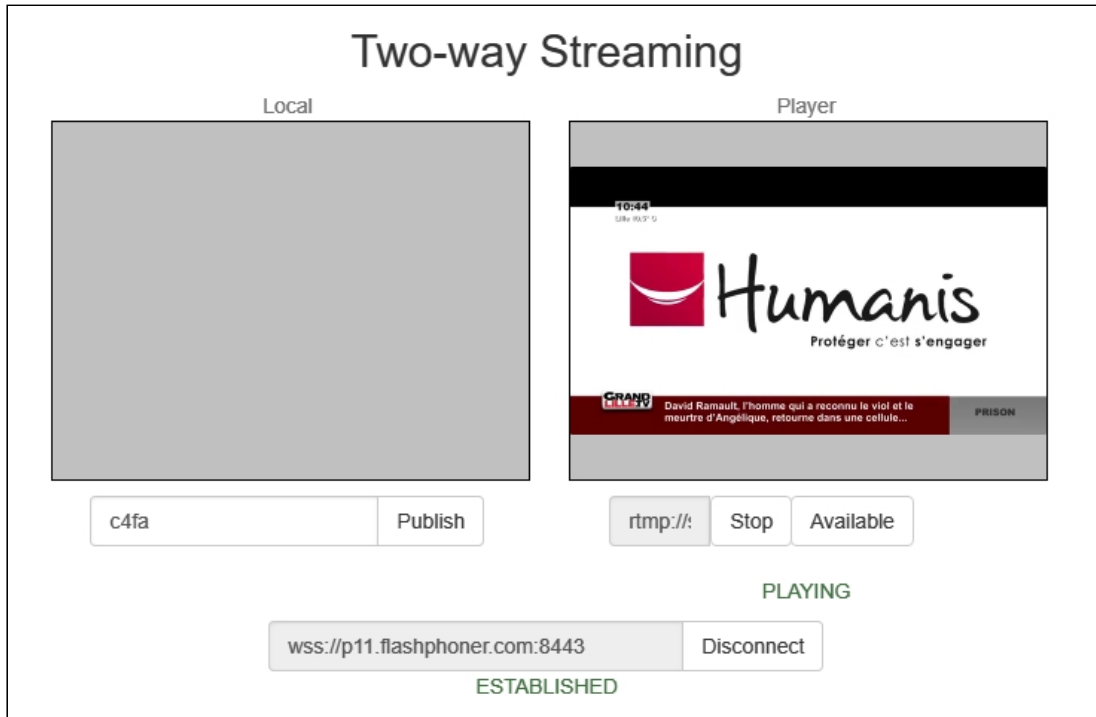 Two-way Streaming
Local
Player
10:44
Humanis
Protéger c'est s'engager
GRAND
LILLE TV
David Ramault, l'homme qui a reconnu le viol et le
meurtre d'Angélique, retourne dans une cellule...
PRISON
c4fa
Publish
rtmp://
Stop
Available
PLAYING
wss://p11.flashphoner.com:8443
Disconnect
ESTABLISHED